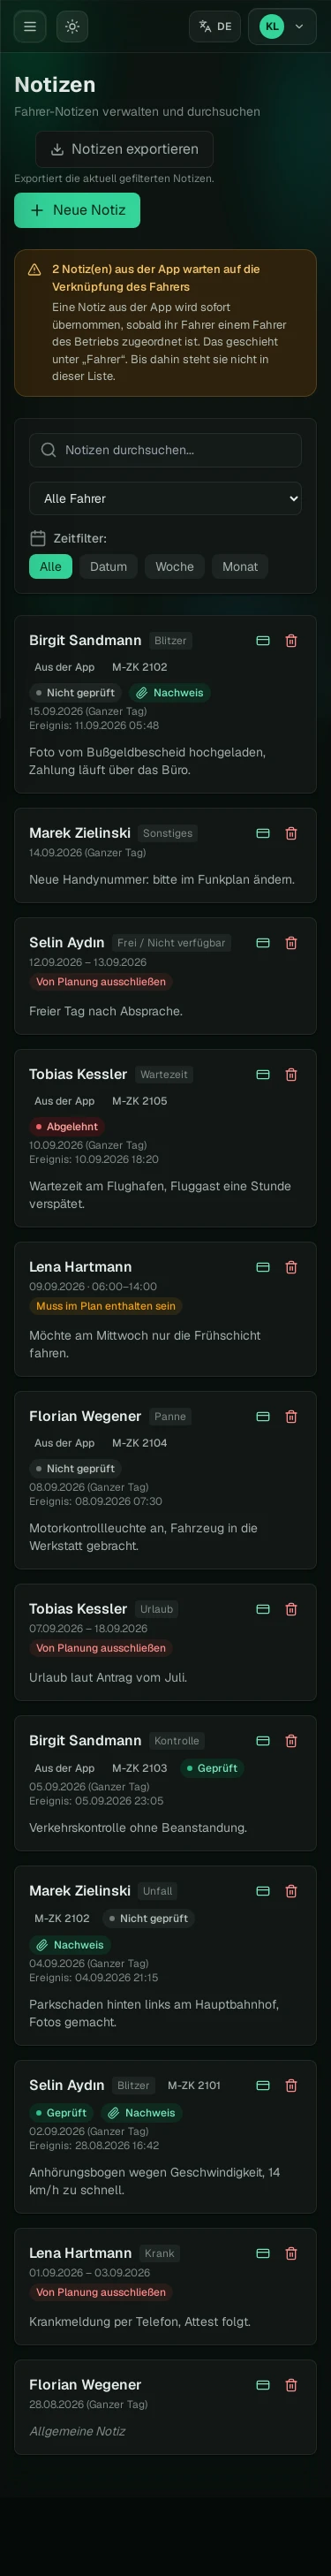 DE
KL
Notizen
Fahrer-Notizen verwalten und durchsuchen
Notizen exportieren
Exportiert die aktuell gefilterten Notizen.
Neue Notiz
2 Notiz(en) aus der App warten auf die
Verknüpfung des Fahrers
Eine Notiz aus der App wird sofort
übernommen, sobald ihr Fahrer einem Fahrer
des Betriebs zugeordnet ist. Das geschieht
unter „Fahrer“. Bis dahin steht sie nicht in
dieser Liste.
Notizen durchsuchen...
Alle Fahrer
Zeitfilter:
Alle Datum Woche Monat
Birgit Sandmann Blitzer
Aus der App M-ZK 2102
Nicht geprüft Nachweis
15.09.2026 (Ganzer Tag)
Ereignis: 11.09.2026 05:48
Foto vom Bußgeldbescheid hochgeladen,
Zahlung läuft über das Büro.
Marek Zielinski Sonstiges
14.09.2026 (Ganzer Tag)
Neue Handynummer: bitte im Funkplan ändern.
Selin Aydın Frei / Nicht verfügbar
12.09.2026 – 13.09.2026
Von Planung ausschließen
Freier Tag nach Absprache.
Tobias Kessler Wartezeit
Aus der App M-ZK 2105
Abgelehnt
10.09.2026 (Ganzer Tag)
Ereignis: 10.09.2026 18:20
Wartezeit am Flughafen, Fluggast eine Stunde
verspätet.
Lena Hartmann
09.09.2026 · 06:00–14:00
Muss im Plan enthalten sein
Möchte am Mittwoch nur die Frühschicht
fahren.
Florian Wegener Panne
Aus der App M-ZK 2104
Nicht geprüft
08.09.2026 (Ganzer Tag)
Ereignis: 08.09.2026 07:30
Motorkontrollleuchte an, Fahrzeug in die
Werkstatt gebracht.
Tobias Kessler Urlaub
07.09.2026 – 18.09.2026
Von Planung ausschließen
Urlaub laut Antrag vom Juli.
Birgit Sandmann Kontrolle
Aus der App M-ZK 2103 Geprüft
05.09.2026 (Ganzer Tag)
Ereignis: 05.09.2026 23:05
Verkehrskontrolle ohne Beanstandung.
Marek Zielinski Unfall
M-ZK 2102 Nicht geprüft
Nachweis
04.09.2026 (Ganzer Tag)
Ereignis: 04.09.2026 21:15
Parkschaden hinten links am Hauptbahnhof,
Fotos gemacht.
Selin Aydın Blitzer M-ZK 2101
Geprüft Nachweis
02.09.2026 (Ganzer Tag)
Ereignis: 28.08.2026 16:42
Anhörungsbogen wegen Geschwindigkeit, 14
km/h zu schnell.
Lena Hartmann Krank
01.09.2026 – 03.09.2026
Von Planung ausschließen
Krankmeldung per Telefon, Attest folgt.
Florian Wegener
28.08.2026 (Ganzer Tag)
Allgemeine Notiz